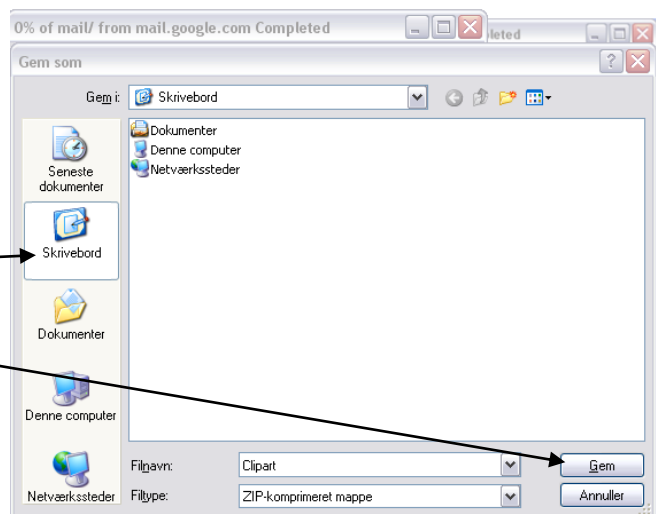 0% of mail/ from mail.google.com Completed
leted
Gem som
Gem i: Skrivebord
Seneste dokumenter
Skrivebord
Dokumenter
Denne computer
Netværkssteder
Dokumenter
Denne computer
Netværkssteder
Filnavn: Clipart Gem
Filtype: ZIP-komprimeret mappe Annuller